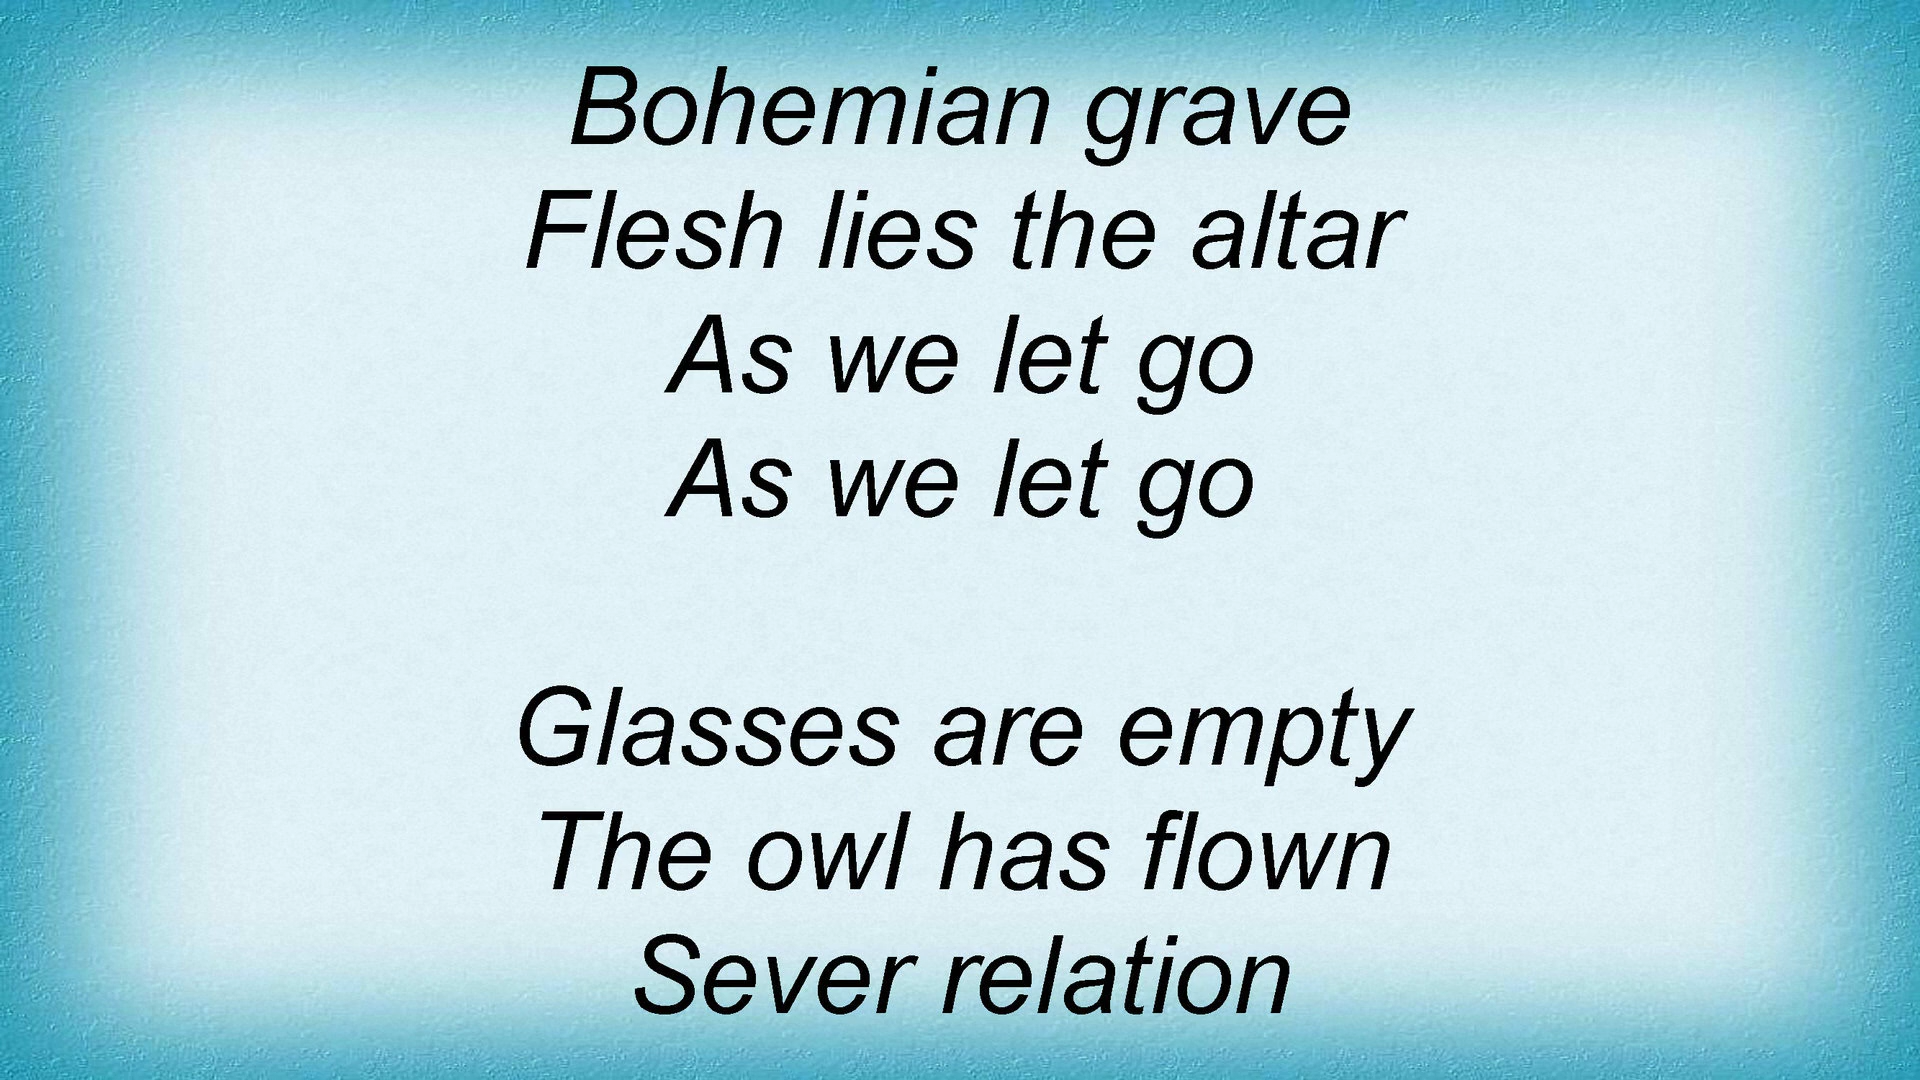 Bohemian grave
Flesh lies the altar
As we let go
As we let go
Glasses are empty
The owl has flown
Sever relation